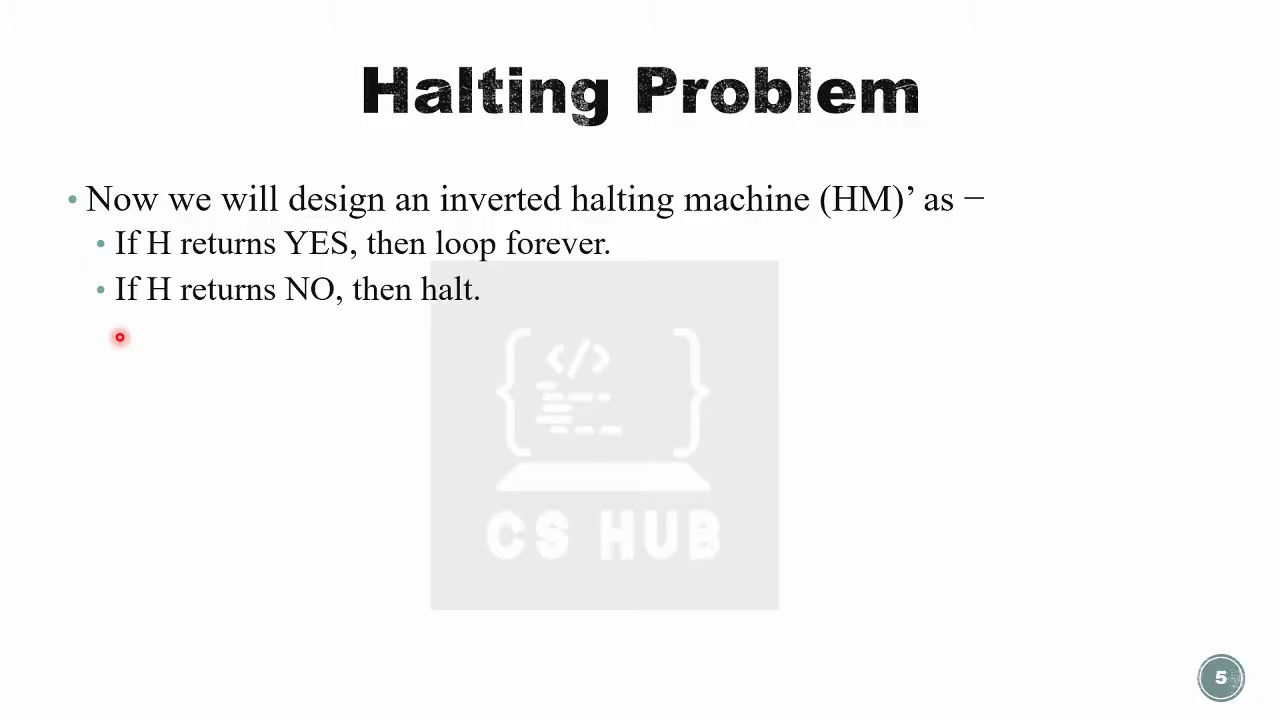 Halting Problem
• Now we will design an inverted halting machine (HM)’ as −
• If H returns YES, then loop forever.
• If H returns NO, then halt.
</>
CS HUB
5